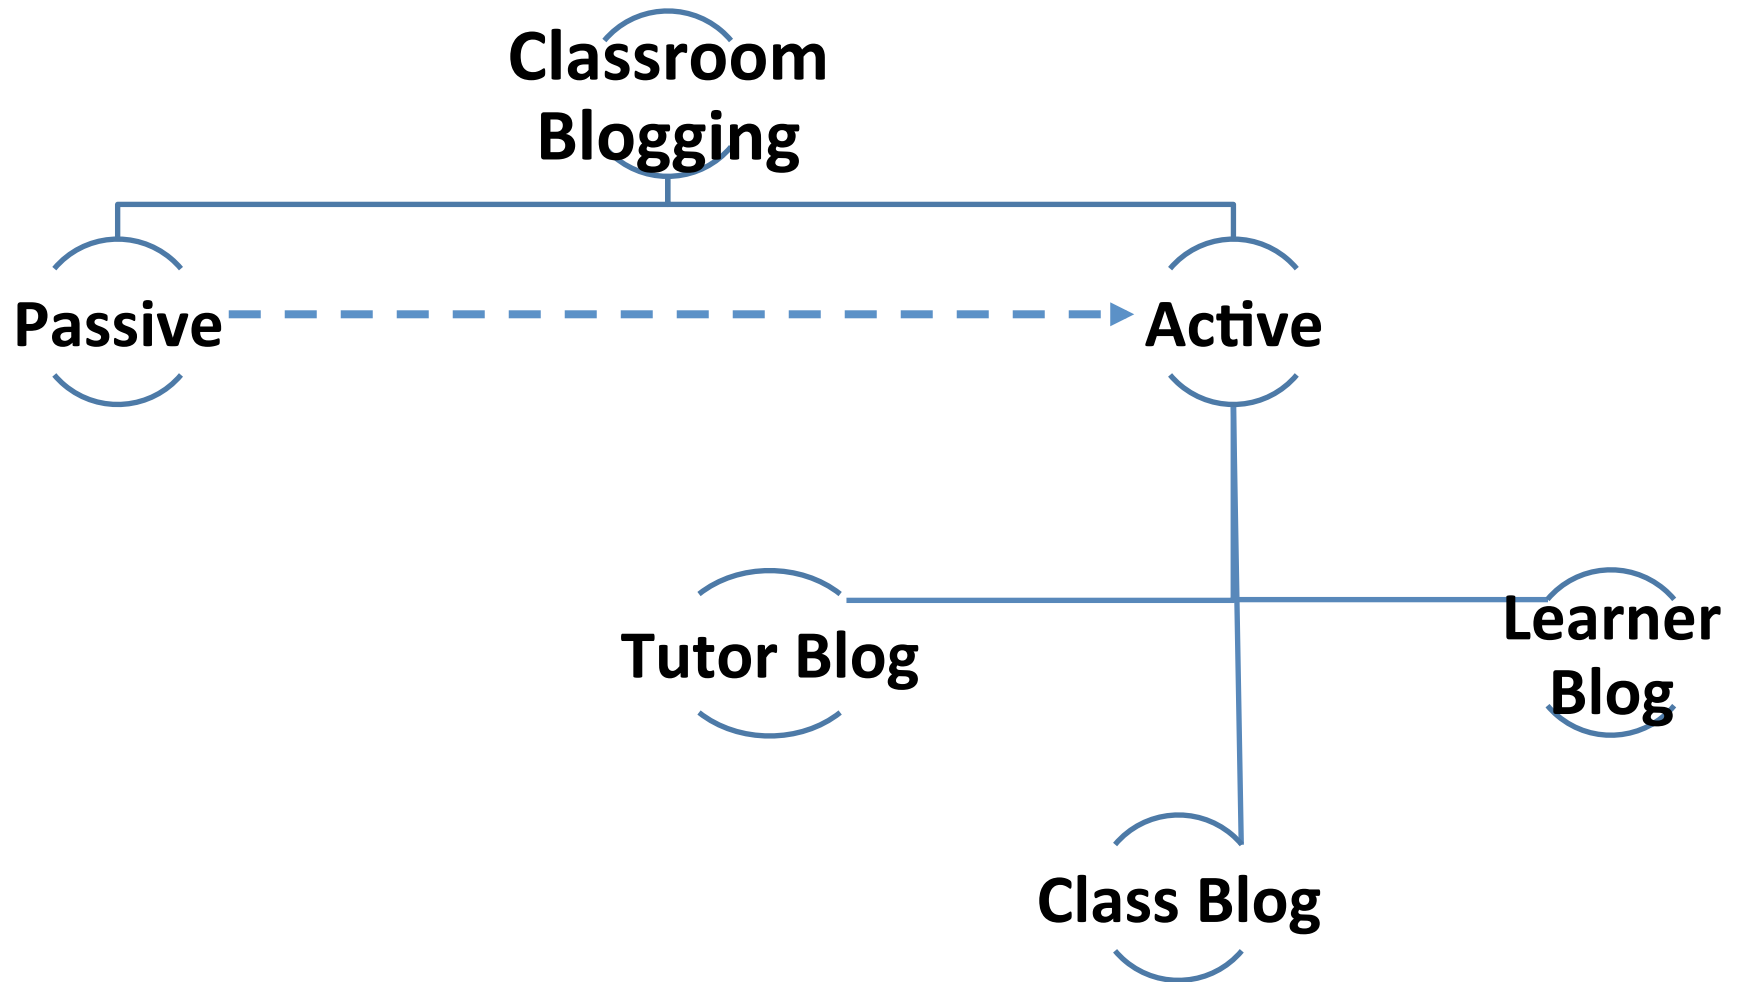 Classroom
Blogging
Passive
Active
Tutor Blog
Learner
Blog
Class Blog